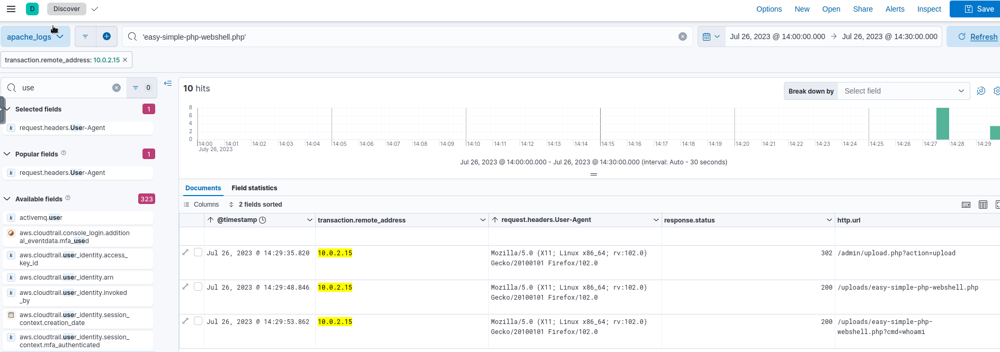 D Discover
Options New Open Share Alerts Inspect Save
apache_logs
'easy-simple-php-webshell.php'
Jul 26, 2023 @ 14:00:00.000 → Jul 26, 2023 @ 14:30:00.000
Refresh
transaction.remote_address: 10.0.2.15 ×
use
0
Selected fields 1
k request.headers.User-Agent
Popular fields ? 1
k request.headers.User-Agent
Available fields ? 323
k activemq.user
aws.cloudtrail.console_login.addition
al_eventdata.mfa_used
k aws.cloudtrail.user_identity.access_
key_id
k aws.cloudtrail.user_identity.arn
k aws.cloudtrail.user_identity.invoked
_by
aws.cloudtrail.user_identity.session_
context.creation_date
k aws.cloudtrail.user_identity.session_
context.mfa_authenticated
10 hits
Break down by Select field
8
6
4
2
0
14:00 14:01 14:02 14:03 14:04 14:05 14:06 14:07 14:08 14:09 14:10 14:11 14:12 14:13 14:14 14:15 14:16 14:17 14:18 14:19 14:20 14:21 14:22 14:23 14:24 14:25 14:26 14:27 14:28 14:29
July 26, 2023
Jul 26, 2023 @ 14:00:00.000 - Jul 26, 2023 @ 14:30:00.000 (interval: Auto - 30 seconds)
Documents Field statistics
Columns 2 fields sorted
@timestamp transaction.remote_address request.headers.User-Agent response.status http.url
Jul 26, 2023 @ 14:29:35.820 10.0.2.15 Mozilla/5.0 (X11; Linux x86_64; rv:102.0) 302 /admin/upload.php?action=upload
Gecko/20100101 Firefox/102.0
Jul 26, 2023 @ 14:29:48.846 10.0.2.15 Mozilla/5.0 (X11; Linux x86_64; rv:102.0) 200 /uploads/easy-simple-php-webshell.php
Gecko/20100101 Firefox/102.0
Jul 26, 2023 @ 14:29:53.862 10.0.2.15 Mozilla/5.0 (X11; Linux x86_64; rv:102.0) 200 /uploads/easy-simple-php-
Gecko/20100101 Firefox/102.0 webshell.php?cmd=whoami